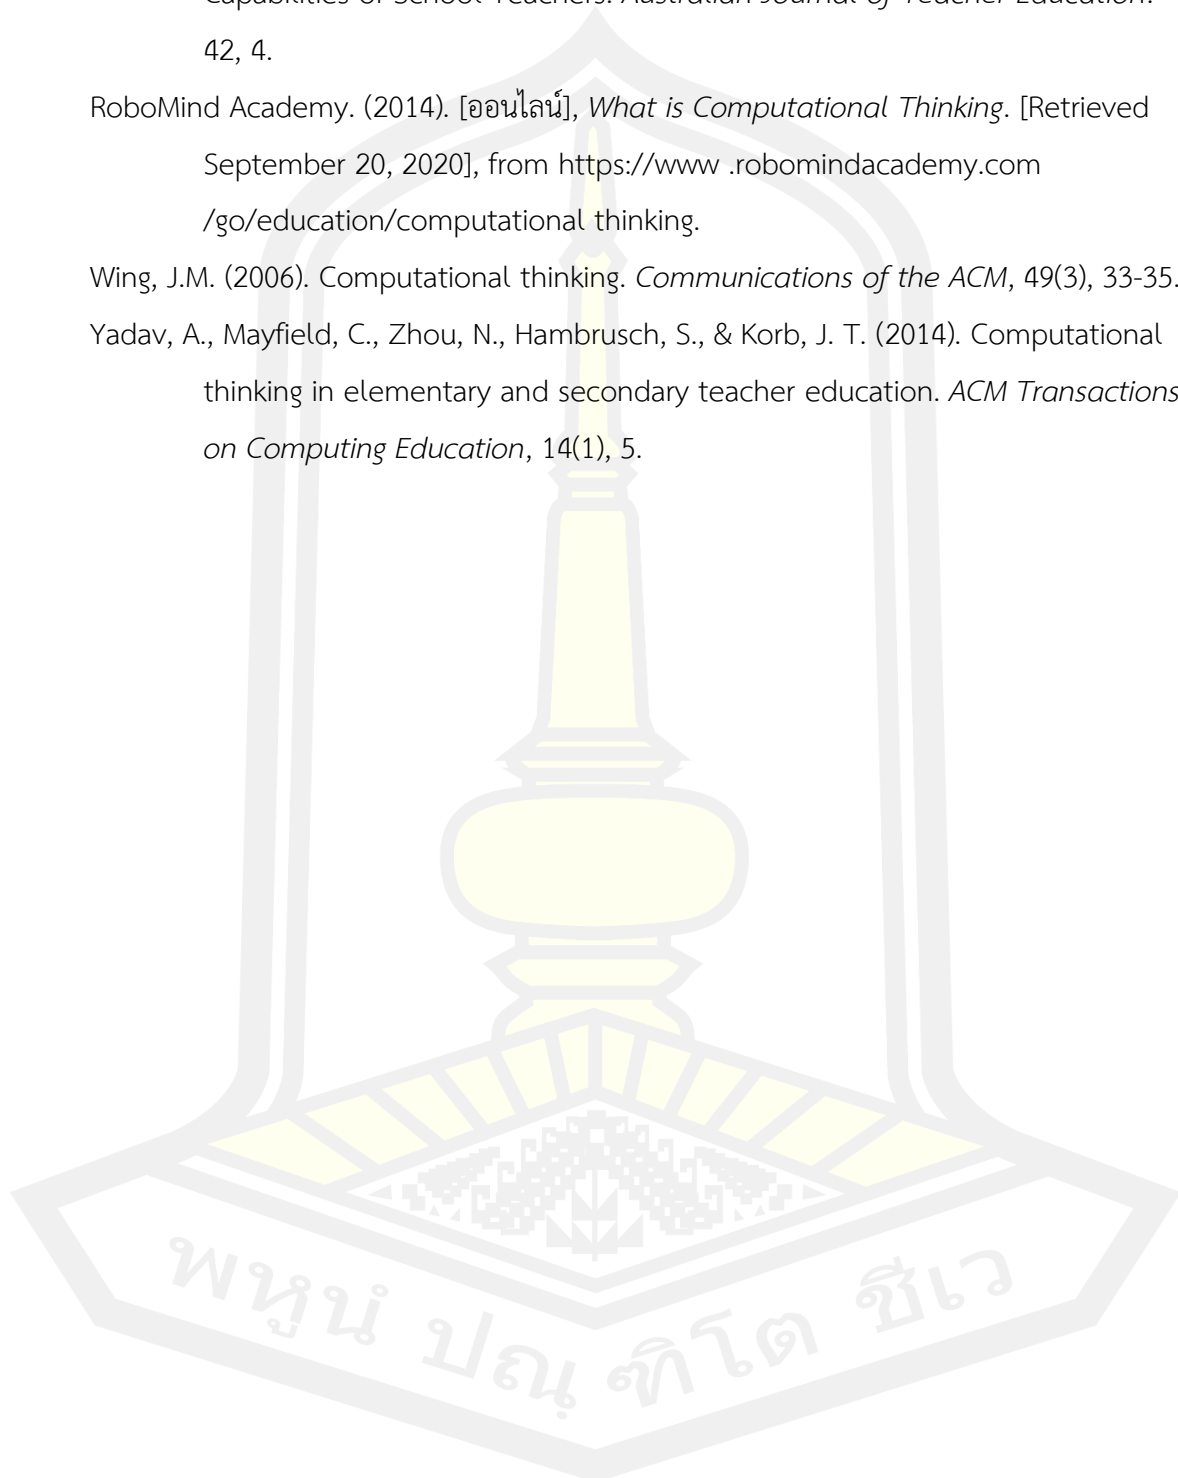 Capabilities of School Teachers. Australian Journal of Teacher Education.
42, 4.
RoboMind Academy. (2014). [ออนไลน์], What is Computational Thinking. [Retrieved
September 20, 2020], from https://www .robomindacademy.com
/go/education/computational thinking.
Wing, J.M. (2006). Computational thinking. Communications of the ACM, 49(3), 33-35.
Yadav, A., Mayfield, C., Zhou, N., Hambrusch, S., & Korb, J. T. (2014). Computational
thinking in elementary and secondary teacher education. ACM Transactions
on Computing Education, 14(1), 5.
พหูนํ ปณฺฑิโต ชีเว